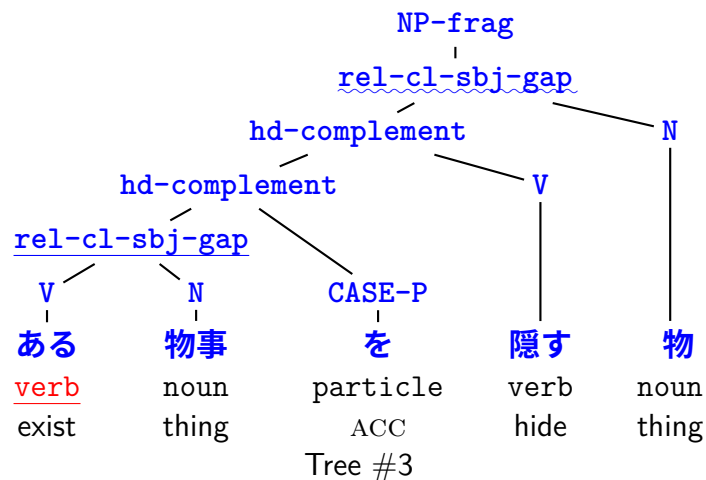 NP-frag
rel-cl-sbj-gap
hd-complement N
hd-complement V
rel-cl-sbj-gap
V N CASE-P
ある 物事 を 隠す 物
verb noun particle verb noun
exist thing ACC hide thing
Tree #3